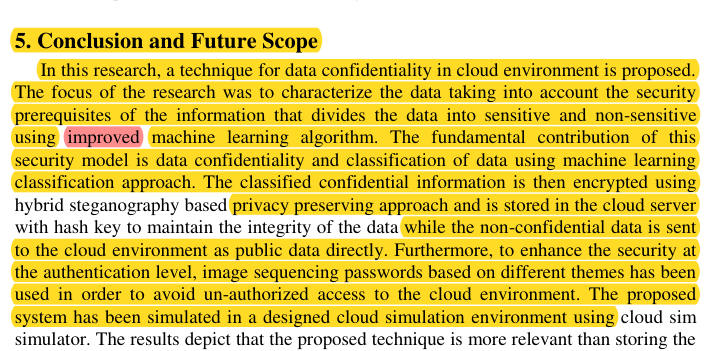 5. Conclusion and Future Scope
In this research, a technique for data confidentiality in cloud environment is proposed.
The focus of the research was to characterize the data taking into account the security
prerequisites of the information that divides the data into sensitive and non-sensitive
using improved machine learning algorithm. The fundamental contribution of this
security model is data confidentiality and classification of data using machine learning
classification approach. The classified confidential information is then encrypted using
hybrid steganography based privacy preserving approach and is stored in the cloud server
with hash key to maintain the integrity of the data while the non-confidential data is sent
to the cloud environment as public data directly. Furthermore, to enhance the security at
the authentication level, image sequencing passwords based on different themes has been
used in order to avoid un-authorized access to the cloud environment. The proposed
system has been simulated in a designed cloud simulation environment using cloud sim
simulator. The results depict that the proposed technique is more relevant than storing the